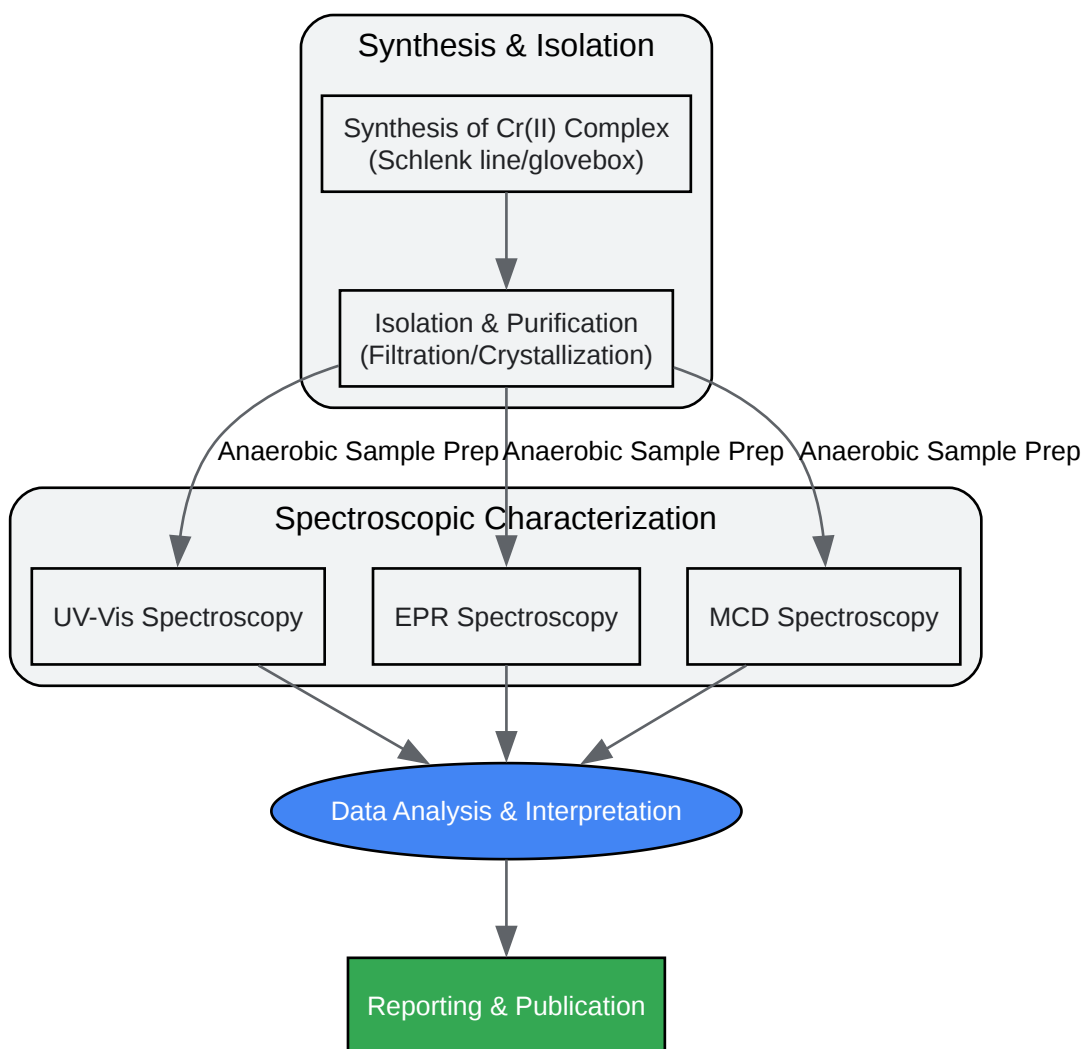 Synthesis & Isolation
Synthesis of Cr(II) Complex
(Schlenk line/glovebox)
Isolation & Purification
(Filtration/Crystallization)
Anaerobic Sample Prep
Anaerobic Sample Prep
Anaerobic Sample Prep
Spectroscopic Characterization
UV-Vis Spectroscopy
EPR Spectroscopy
MCD Spectroscopy
Data Analysis & Interpretation
Reporting & Publication